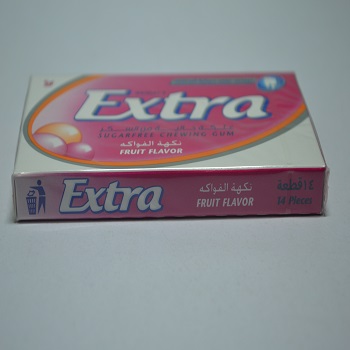 Extra
SUGARFREE CHEWING GUM
نكهة الفواكه
FRUIT FLAVOR
Extra
نكهة الفواكه
FRUIT FLAVOR
١٤ قطعة
14 Pieces